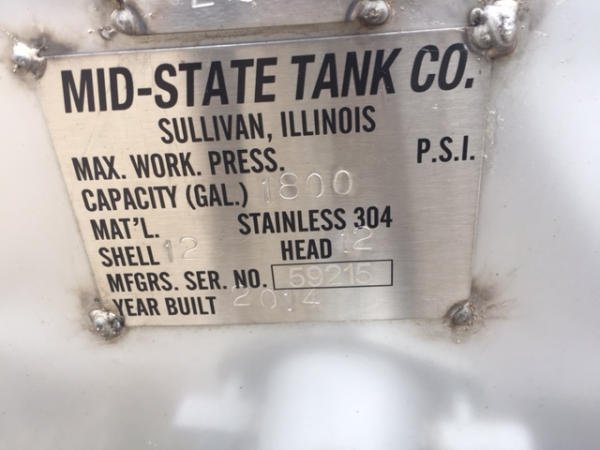 MID-STATE TANK CO.
SULLIVAN, ILLINOIS
MAX. WORK. PRESS. P.S.I.
CAPACITY (GAL.) 1800
MAT'L. STAINLESS 304
SHELL 12 HEAD 12
MFGRS. SER. NO. 59215
YEAR BUILT 2014